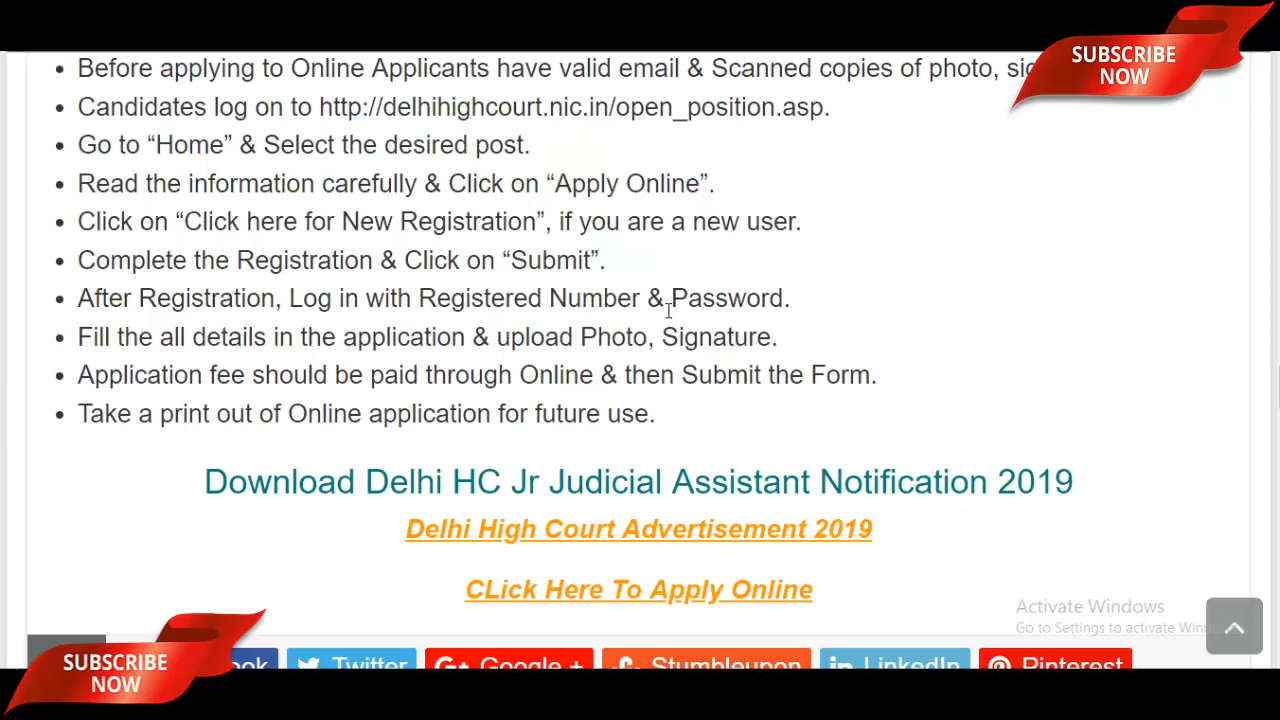 Before applying to Online Applicants have valid email & Scanned copies of photo,
SUBSCRIBE
NOW
Candidates log on to http://delhihighcourt.nic.in/open_position.asp.
Go to “Home” & Select the desired post.
Read the information carefully & Click on “Apply Online”.
Click on “Click here for New Registration”, if you are a new user.
Complete the Registration & Click on “Submit”.
After Registration, Log in with Registered Number & Password.
Fill the all details in the application & upload Photo, Signature.
Application fee should be paid through Online & then Submit the Form.
Take a print out of Online application for future use.
Download Delhi HC Jr Judicial Assistant Notification 2019
Delhi High Court Advertisement 2019
CLick Here To Apply Online
Activate Windows
Go to Settings to activate
SUBSCRIBE
NOW
Twitter
Google +
Stumbleupon
LinkedIn
Pinterest